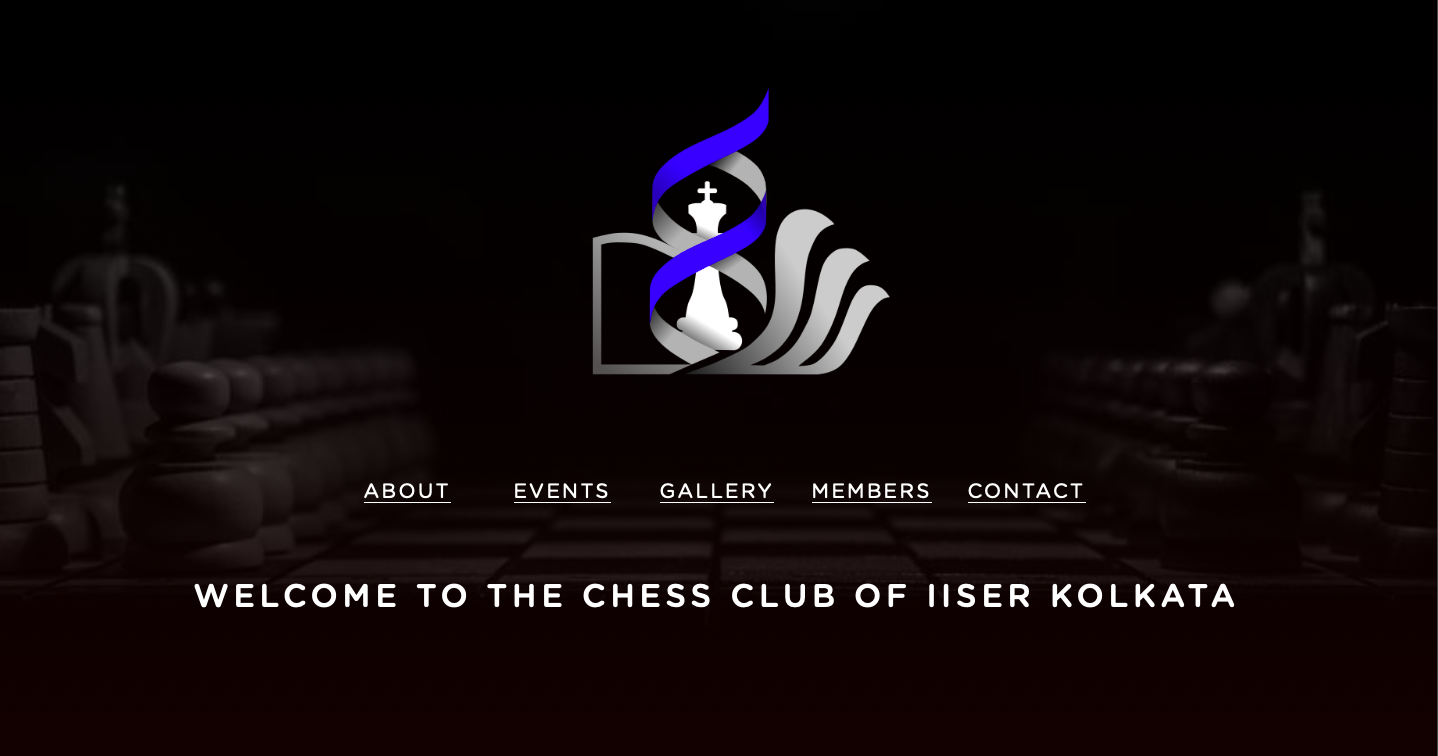 ABOUT EVENTS GALLERY MEMBERS CONTACT
WELCOME TO THE CHESS CLUB OF IISER KOLKATA